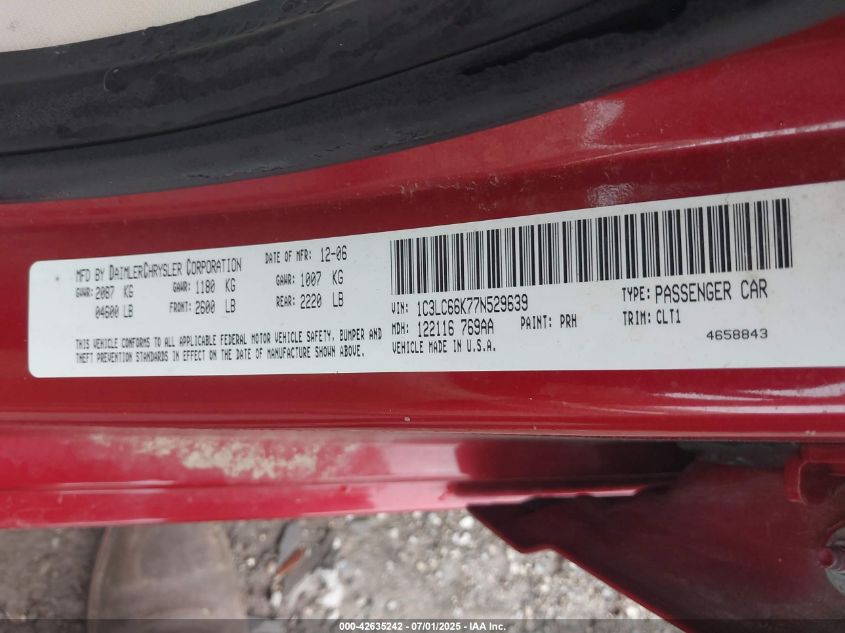 MFD BY DAIMLERCHRYSLER CORPORATION DATE OF MFR: 12-06
GVWR: 2087 KG GAWR: 1180 KG GAWR: 1007 KG
04600 LB FRONT: 2600 LB REAR: 2220 LB
THIS VEHICLE CONFORMS TO ALL APPLICABLE FEDERAL MOTOR VEHICLE SAFETY, BUMPER AND
THEFT PREVENTION STANDARDS IN EFFECT ON THE DATE OF MANUFACTURE SHOWN ABOVE.
VIN: 1C3LC66K77N529639 TYPE: PASSENGER CAR
MDH: 122116 769AA PAINT: PRH TRIM: CLT1
VEHICLE MADE IN U.S.A. 4658843
000-42635242 - 07/01/2025 - IAA Inc.